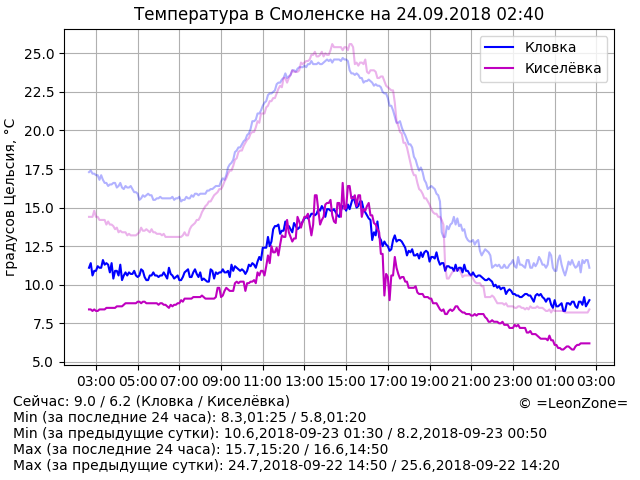 Температура в Смоленске на 24.09.2018 02:40
градусов Цельсия, °C
25.0
22.5
20.0
17.5
15.0
12.5
10.0
7.5
5.0
Кловка
Киселёвка
03:00 05:00 07:00 09:00 11:00 13:00 15:00 17:00 19:00 21:00 23:00 01:00 03:00
Сейчас: 9.0 / 6.2 (Кловка / Киселёвка)
© =LeonZone=
Min (за последние 24 часа): 8.3,01:25 / 5.8,01:20
Min (за предыдущие сутки): 10.6,2018-09-23 01:30 / 8.2,2018-09-23 00:50
Max (за последние 24 часа): 15.7,15:20 / 16.6,14:50
Max (за предыдущие сутки): 24.7,2018-09-22 14:50 / 25.6,2018-09-22 14:20